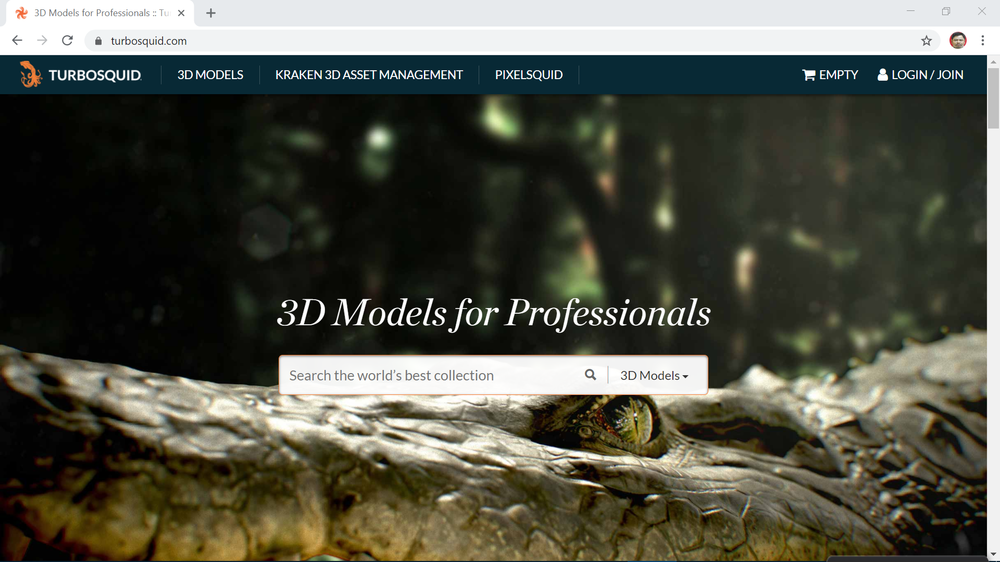 3D Models for Professionals :: Tu
turbosquid.com
TURBOSQUID
3D MODELS
KRAKEN 3D ASSET MANAGEMENT
PIXELSQUID
EMPTY
LOGIN / JOIN
3D Models for Professionals
Search the world’s best collection
3D Models